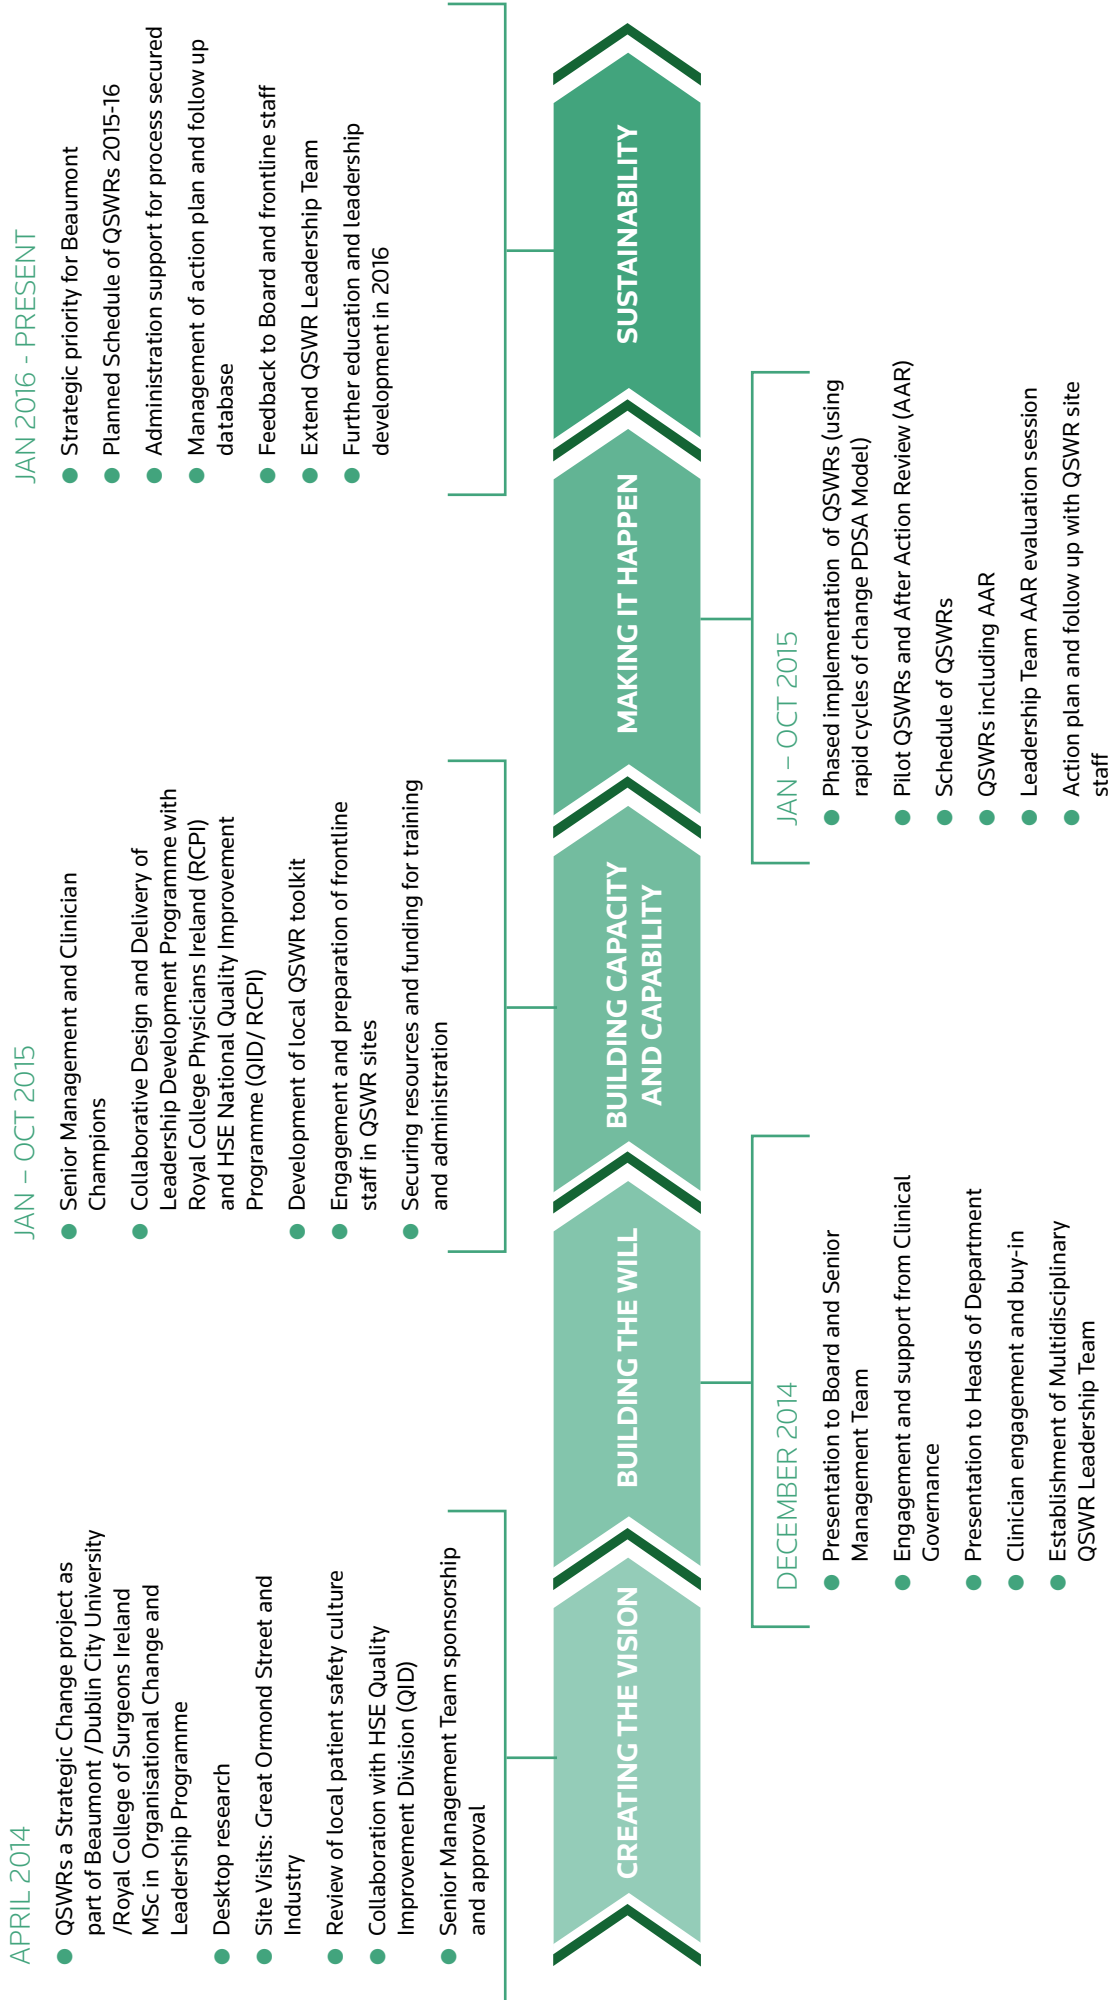 APRIL 2014
QSWRs a Strategic Change project as
part of Beaumont /Dublin City University
/Royal College of Surgeons Ireland
MSc in Organisational Change and
Leadership Programme
Desktop research
Site Visits: Great Ormond Street and
Industry
Review of local patient safety culture
Collaboration with HSE Quality
Improvement Division (QID)
Senior Management Team sponsorship
and approval
CREATING THE VISION
DECEMBER 2014
Presentation to Board and Senior
Management Team
Engagement and support from Clinical
Governance
Presentation to Heads of Department
Clinician engagement and buy-in
Establishment of Multidisciplinary
QSWR Leadership Team
BUILDING THE WILL
JAN – OCT 2015
Senior Management and Clinician
Champions
Collaborative Design and Delivery of
Leadership Development Programme with
Royal College Physicians Ireland (RCPI)
and HSE National Quality Improvement
Programme (QID/ RCPI)
Development of local QSWR toolkit
Engagement and preparation of frontline
staff in QSWR sites
Securing resources and funding for training
and administration
BUILDING CAPACITY
AND CAPABILITY
JAN – OCT 2015
Phased implementation of QSWRs (using
rapid cycles of change PDSA Model)
Pilot QSWRs and After Action Review (AAR)
Schedule of QSWRs
QSWRs including AAR
Leadership Team AAR evaluation session
Action plan and follow up with QSWR site
staff
MAKING IT HAPPEN
JAN 2016 - PRESENT
Strategic priority for Beaumont
Planned Schedule of QSWRs 2015-16
Administration support for process secured
Management of action plan and follow up
database
Feedback to Board and frontline staff
Extend QSWR Leadership Team
Further education and leadership
development in 2016
SUSTAINABILITY